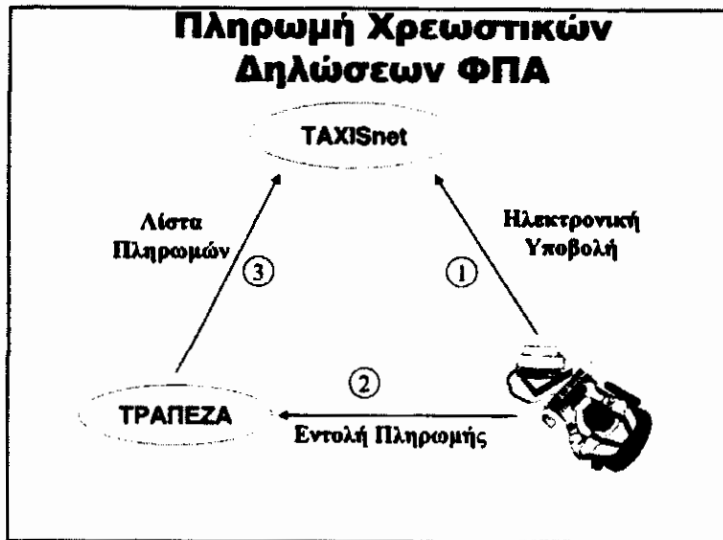 Πληρωμή Χρεωστικών
Δηλώσεων ΦΠΑ
TAXISnet
Λίστα
Πληρωμών
Ηλεκτρονική
Υποβολή
3
1
2
ΤΡΑΠΕΖΑ
Εντολή Πληρωμής